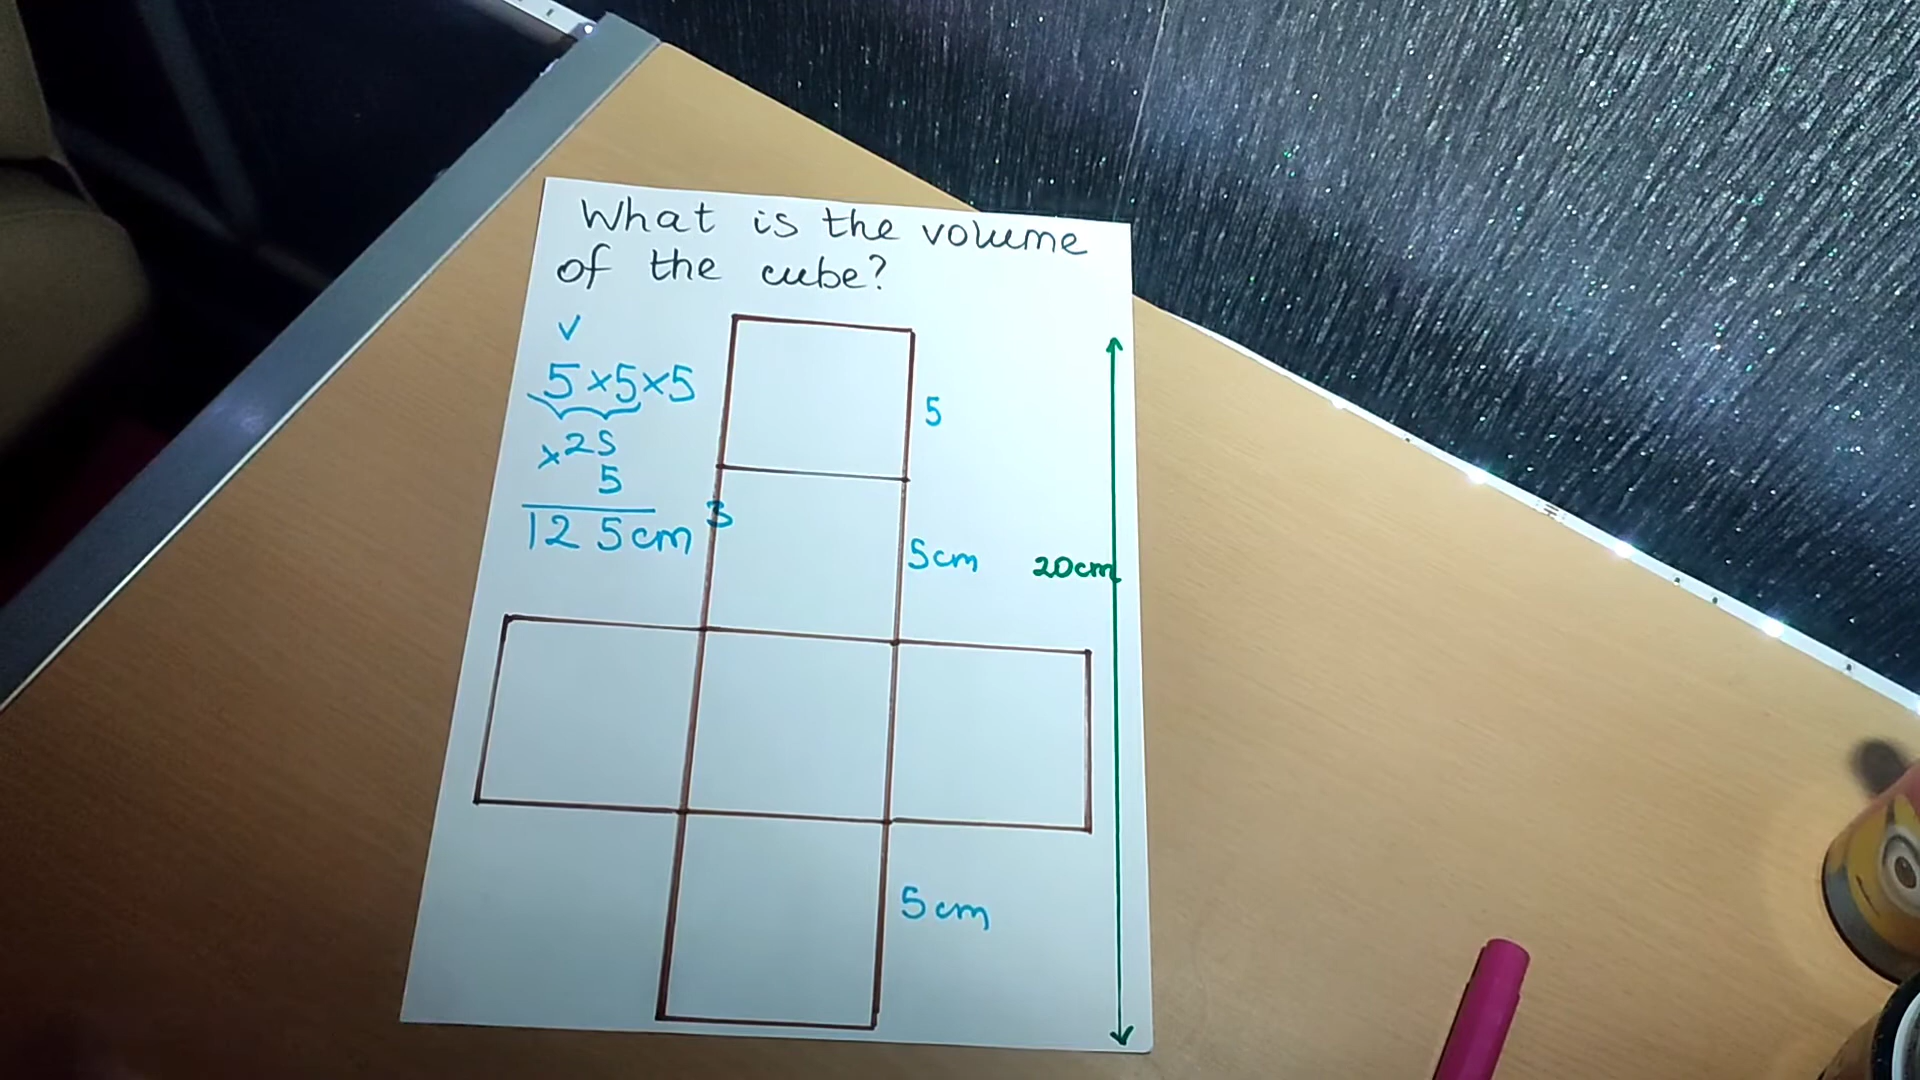 What is the volume
of the cube?
v
5×5×5
×25
5
125cm³
5
5cm
20cm
5cm